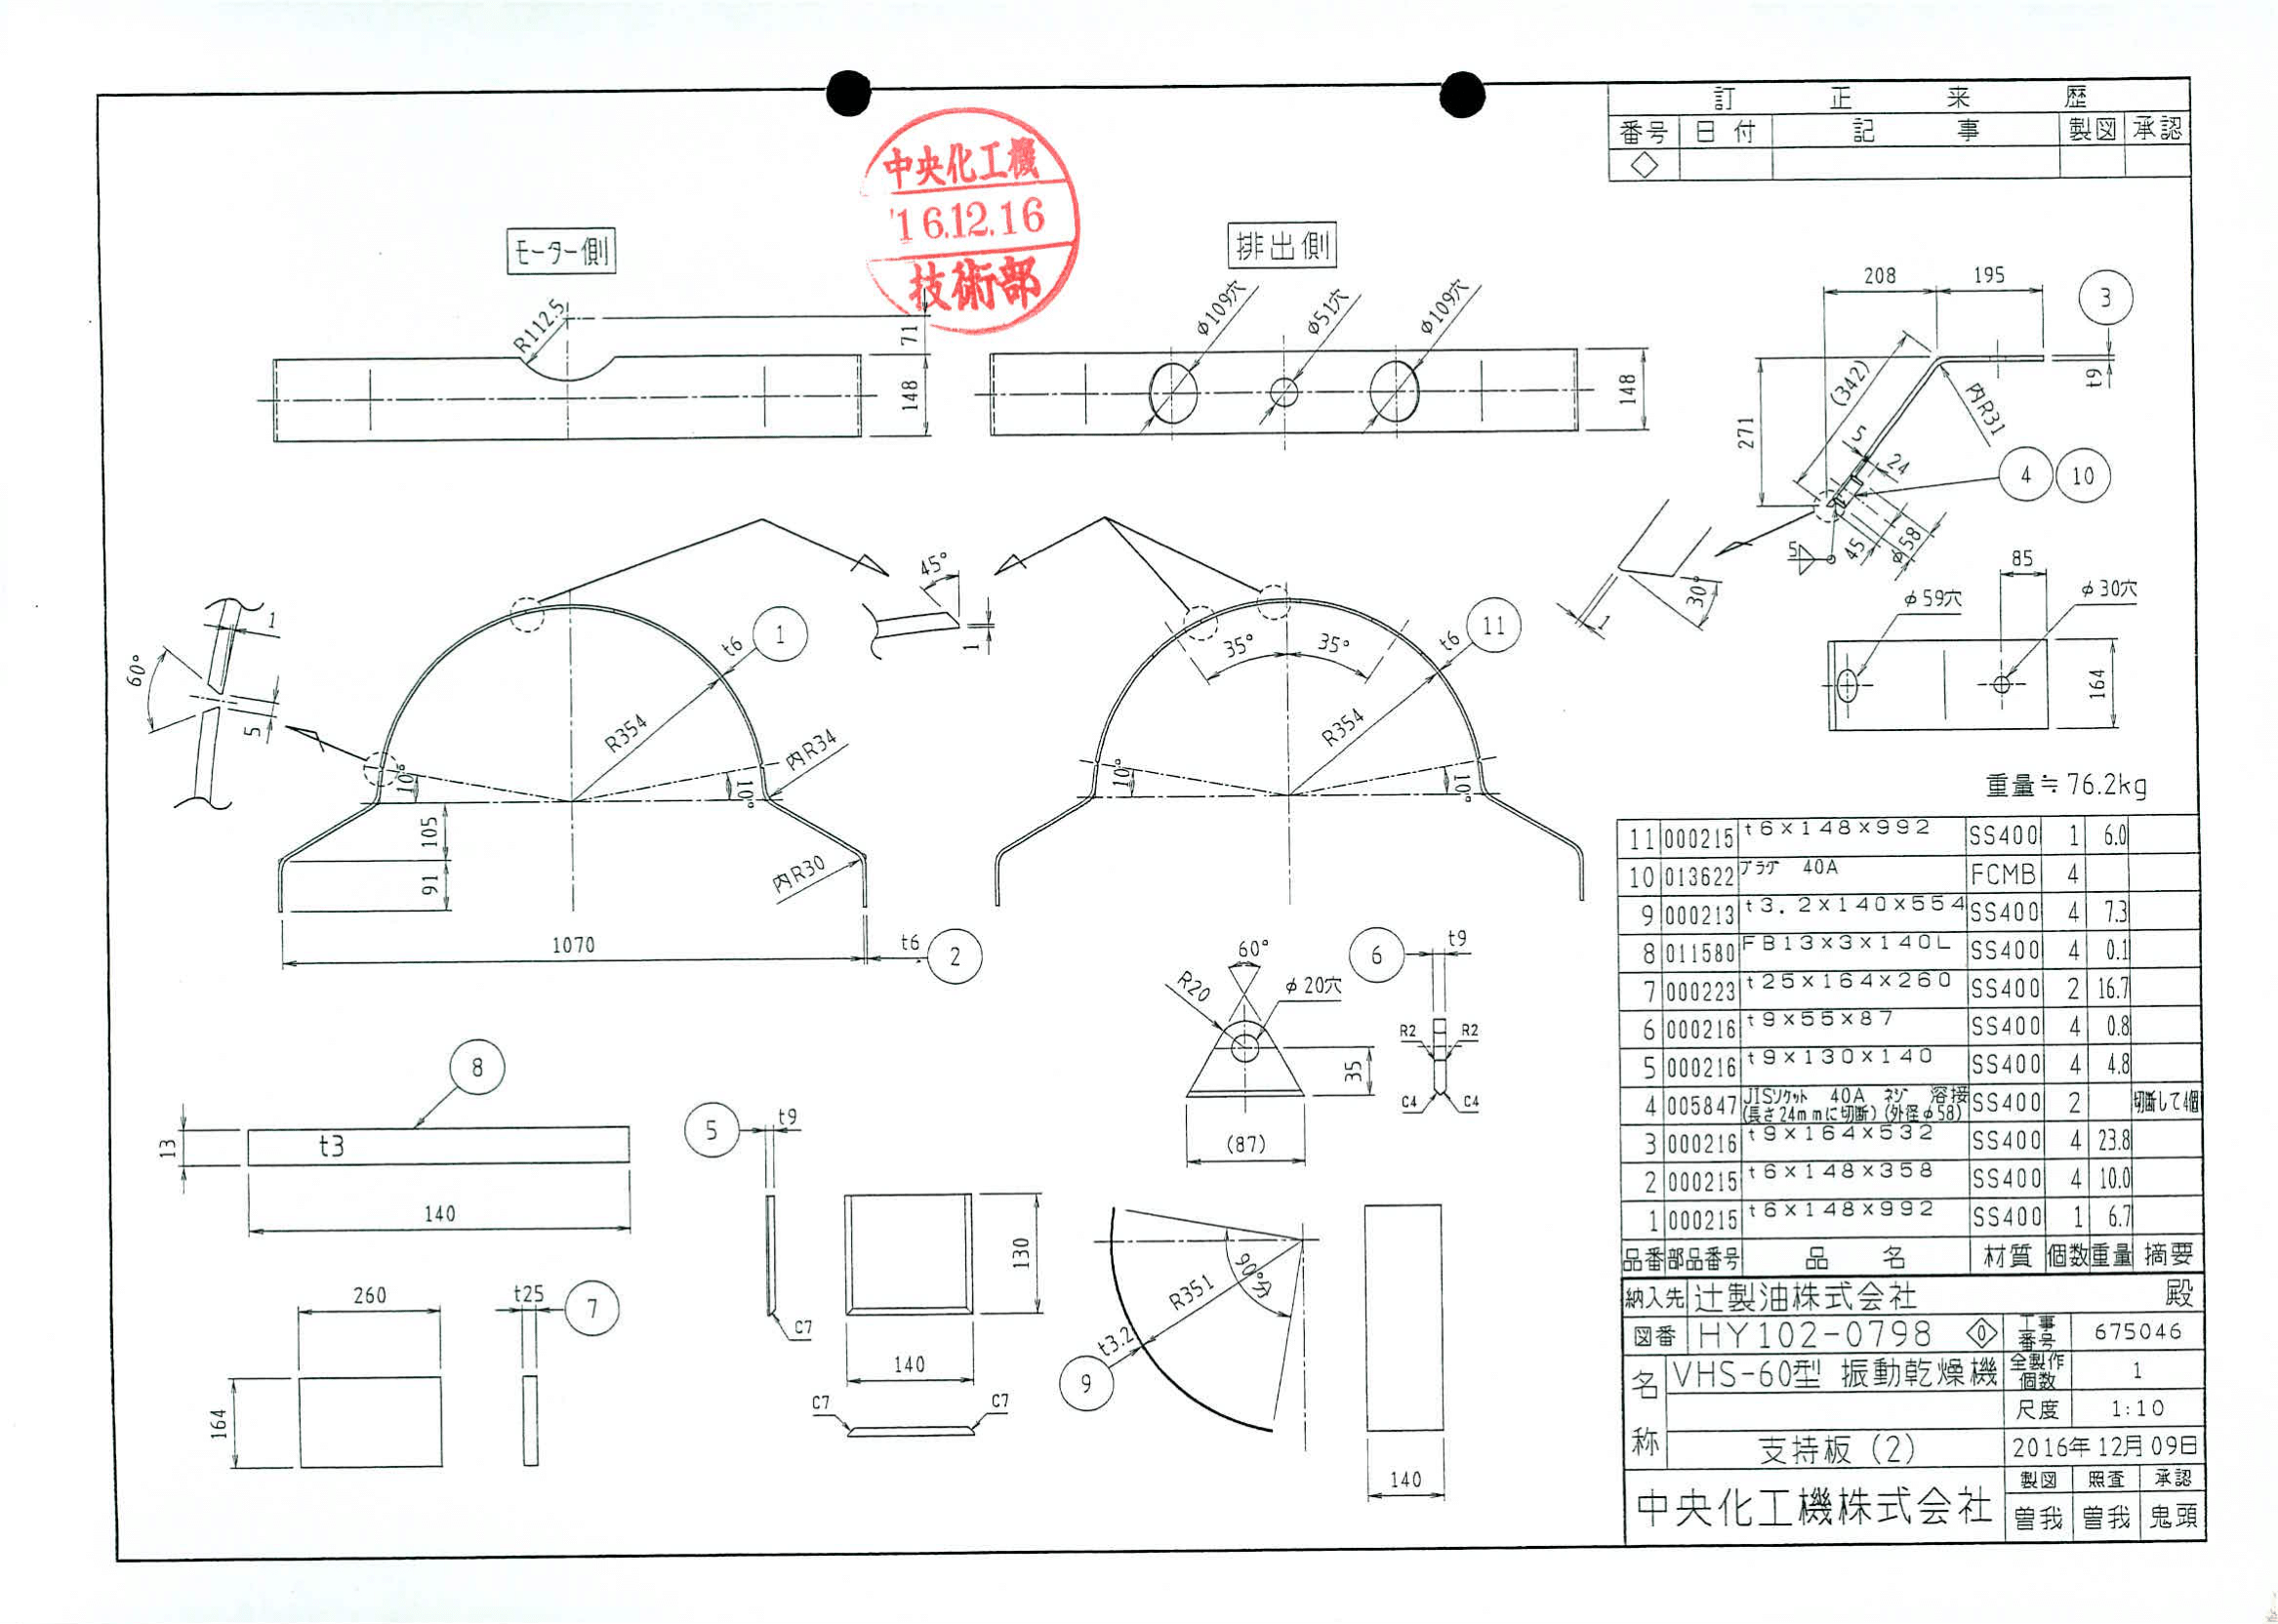 訂 正 来 歴
番号 日付 記 事 製図 承認
中央化工機
'16.12.16
技術部
モーター側
R112.5
71
148
排出側
φ109穴
φ51穴
φ109穴
148
208
195
3
t9
(342)
271
内R31
5
24
4
10
45
φ58
5
30°
1
85
φ59穴
φ30穴
164
60°
1
5
45°
1
t6
1
R354
10°
10°
内R34
105
91
内R30
1070
t6
2
35°
35°
t6
11
R354
10°
10°
60°
R20
φ20穴
35
(87)
6
t9
R2
R2
C4
C4
8
13
t3
140
5
t9
C7
130
140
C7
C7
260
t25
7
164
90°分
R351
t3.2
9
140
重量≒76.2kg
11 000215 t6×148×992 SS400 1 6.0
10 013622 プラグ 40A FCMB 4
9 000213 t3.2×140×554 SS400 4 7.3
8 011580 FB13×3×140L SS400 4 0.1
7 000223 t25×164×260 SS400 2 16.7
6 000216 t9×55×87 SS400 4 0.8
5 000216 t9×130×140 SS400 4 4.8
4 005847 JISソケット 40A ネジ 溶接 (長さ24mmに切断)(外径φ58) SS400 2 切断して4個
3 000216 t9×164×532 SS400 4 23.8
2 000215 t6×148×358 SS400 4 10.0
1 000215 t6×148×992 SS400 1 6.7
品番 部品番号 品 名 材質 個数 重量 摘要
納入先 辻製油株式会社 殿
図番 HY102-0798 0 工事番号 675046
名称 VHS-60型 振動乾燥機 全製作個数 1
尺度 1:10
支持板(2) 2016年12月09日
中央化工機株式会社
製図 照査 承認
曽我 曽我 鬼頭